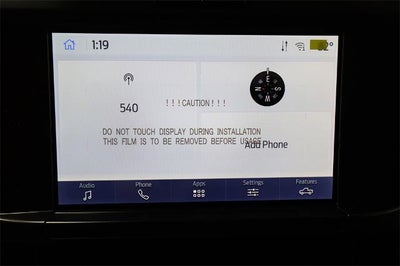 1:19
32°
540
E
N S
W
!!!CAUTION!!!
DO NOT TOUCH DISPLAY DURING INSTALLATION
THIS FILM IS TO BE REMOVED BEFORE USAGE
Add Phone
Audio Phone Apps Settings Features